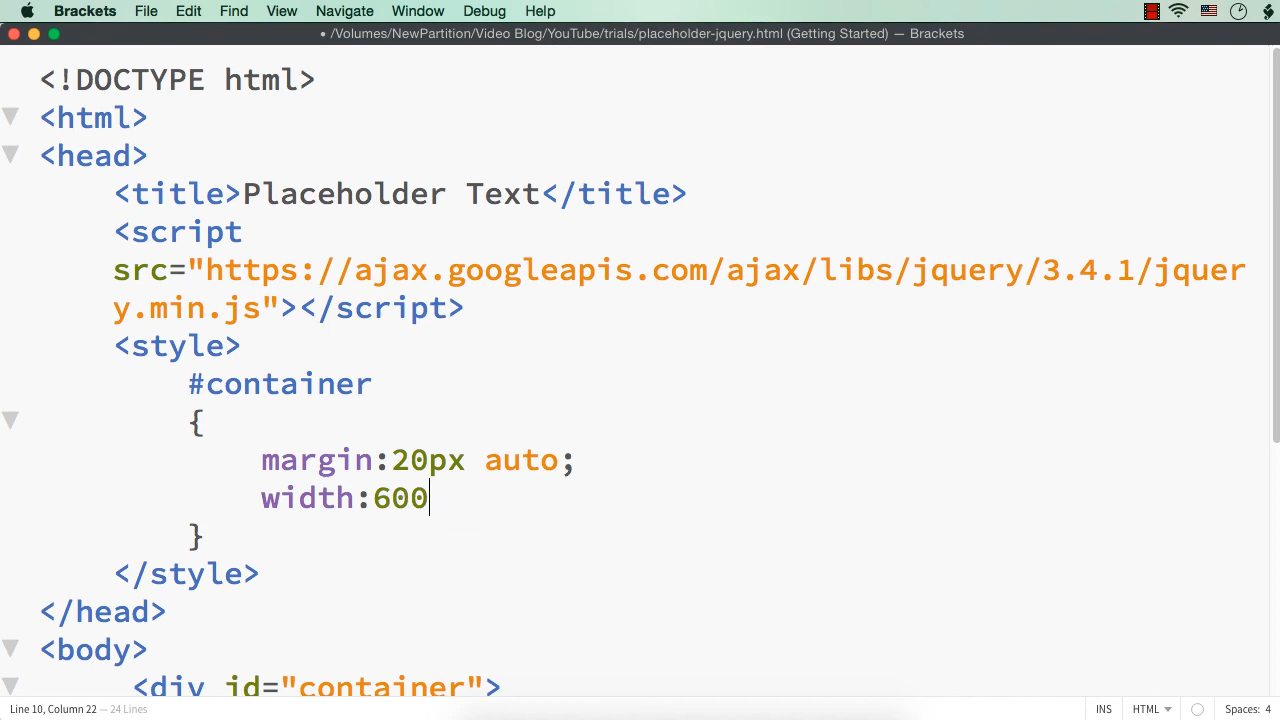 Brackets File Edit Find View Navigate Window Debug Help
• /Volumes/NewPartition/Video Blog/YouTube/trials/placeholder-jquery.html (Getting Started) — Brackets
<!DOCTYPE html>
<html>
<head>
<title>Placeholder Text</title>
<script
src="https://ajax.googleapis.com/ajax/libs/jquery/3.4.1/jquer
y.min.js"></script>
<style>
#container
{
margin:20px auto;
width:600
}
</style>
</head>
<body>
<div id="container">
Line 10, Column 22 — 24 Lines INS HTML Spaces: 4